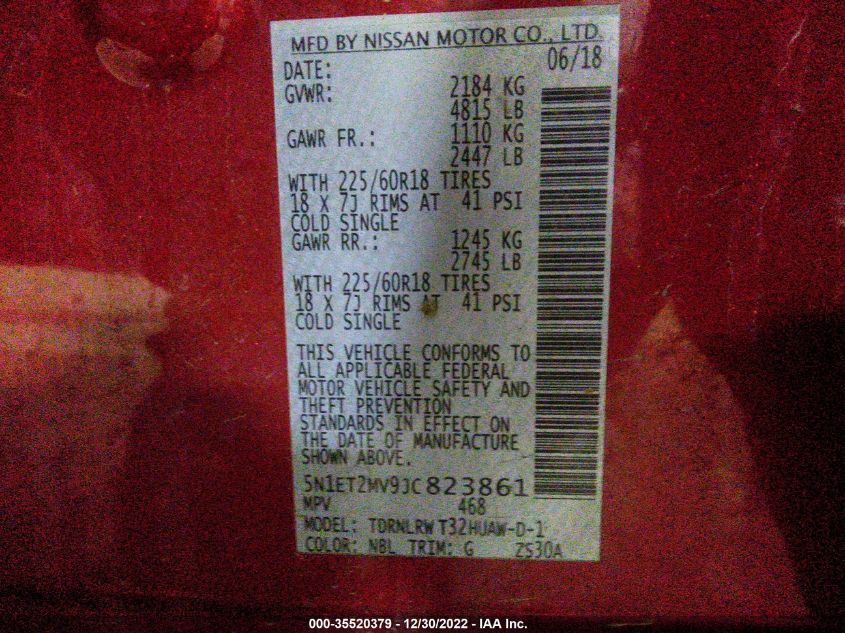 MFD BY NISSAN MOTOR CO., LTD.
DATE: 06/18
GVWR: 2184 KG
4815 LB
GAWR FR.: 1110 KG
2447 LB
WITH 225/60R18 TIRES
18 X 7J RIMS AT 41 PSI
COLD SINGLE
GAWR RR.: 1245 KG
2745 LB
WITH 225/60R18 TIRES
18 X 7J RIMS AT 41 PSI
COLD SINGLE
THIS VEHICLE CONFORMS TO
ALL APPLICABLE FEDERAL
MOTOR VEHICLE SAFETY AND
THEFT PREVENTION
STANDARDS IN EFFECT ON
THE DATE OF MANUFACTURE
SHOWN ABOVE.
5N1ET2MV9JC823861
MPV 468
MODEL: TDRNLRW T32HUAW-D-1
COLOR: NBL TRIM: G ZS30A
000-35520379 - 12/30/2022 - IAA Inc.